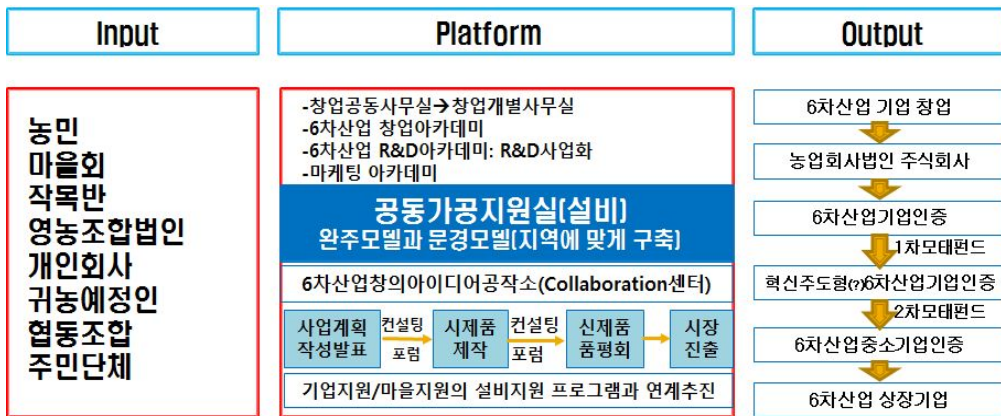 Input
Platform
Output
농민
마을회
작목반
영농조합법인
개인회사
귀농예정인
협동조합
주민단체
-창업공동사무실→창업개별사무실
-6차산업 창업아카데미
-6차산업 R&D아카데미: R&D사업화
-마케팅 아카데미
공동가공지원실(설비)
완주모델과 문경모델(지역에 맞게 구축)
6차산업창의아이디어공작소(Collaboration센터)
사업계획
작성발표
컨설팅
포럼
시제품
제작
컨설팅
포럼
신제품
품평회
시장
진출
기업지원/마을지원의 설비지원 프로그램과 연계추진
6차산업 기업 창업
농업회사법인 주식회사
6차산업기업인증
1차모태펀드
혁신주도형(?)6차산업기업인증
2차모태펀드
6차산업중소기업인증
6차산업 상장기업